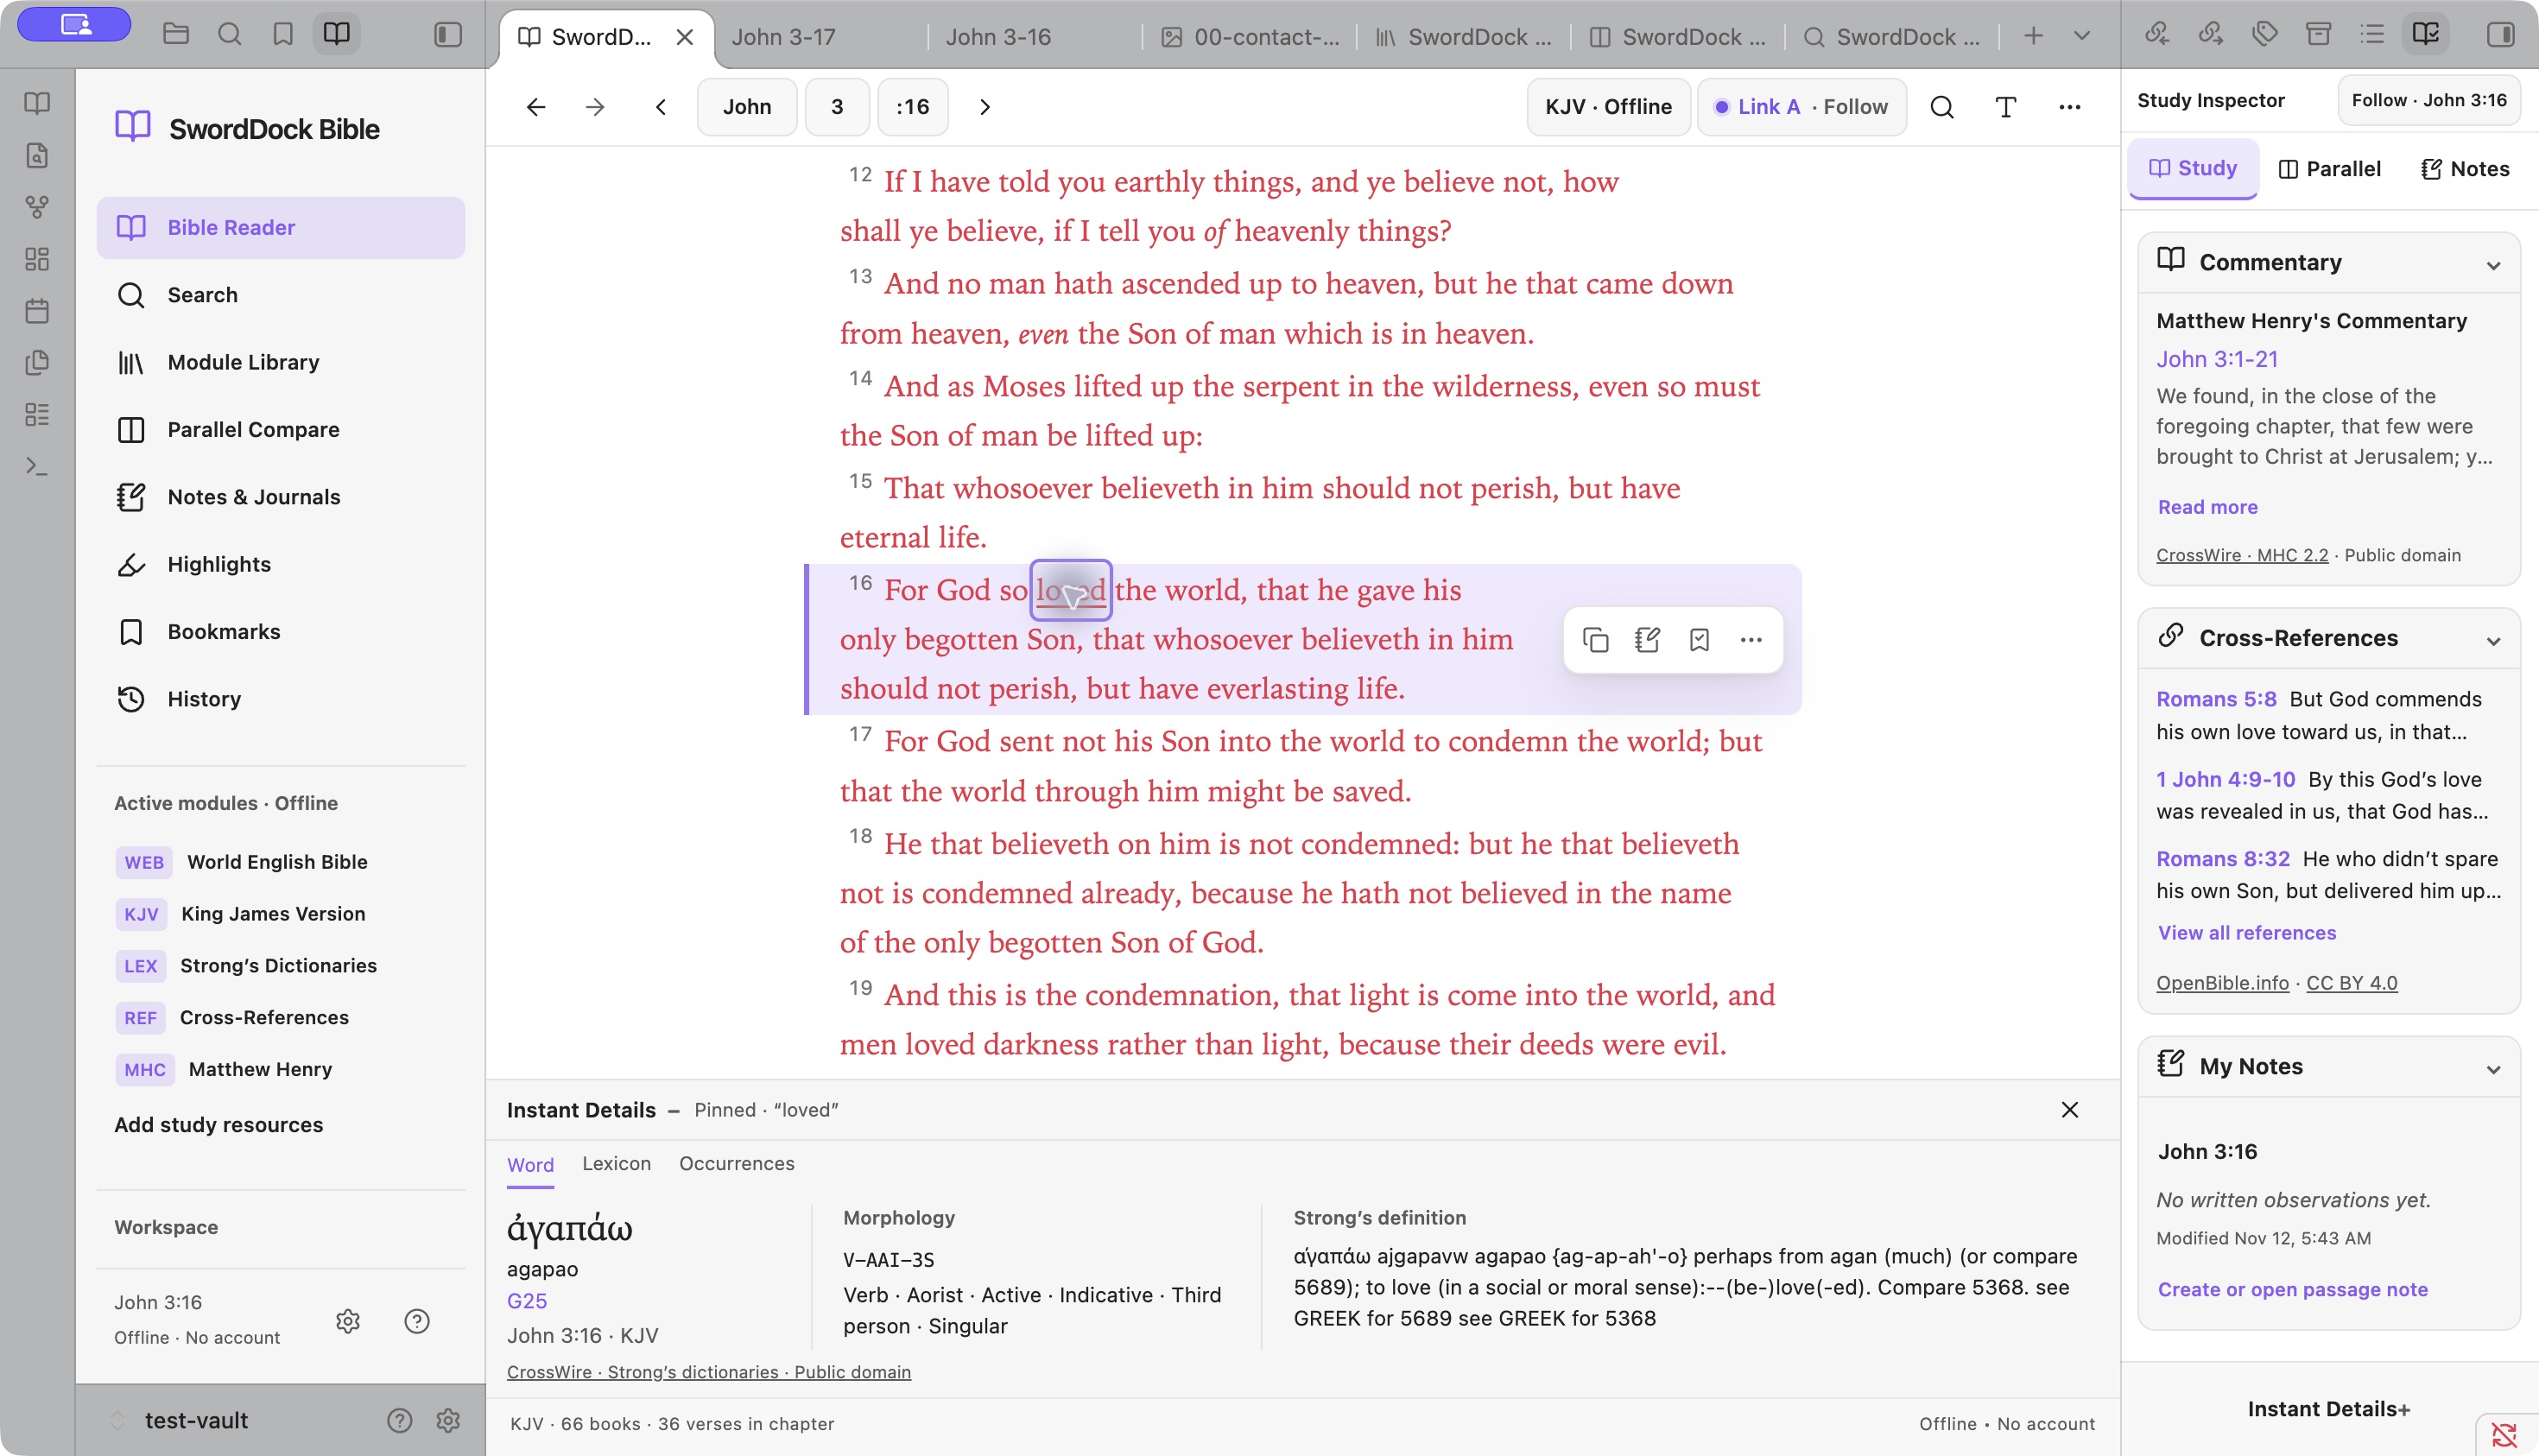 SwordD...
John 3-17
John 3-16
00-contact-...
SwordDock ...
SwordDock ...
SwordDock ...
SwordDock Bible
Bible Reader
Search
Module Library
Parallel Compare
Notes & Journals
Highlights
Bookmarks
History
Active modules · Offline
WEB World English Bible
KJV King James Version
LEX Strong’s Dictionaries
REF Cross-References
MHC Matthew Henry
Add study resources
Workspace
John 3:16
Offline · No account
test-vault
John 3 :16
KJV · Offline
Link A · Follow
12 If I have told you earthly things, and ye believe not, how
shall ye believe, if I tell you of heavenly things?
13 And no man hath ascended up to heaven, but he that came down
from heaven, even the Son of man which is in heaven.
14 And as Moses lifted up the serpent in the wilderness, even so must
the Son of man be lifted up:
15 That whosoever believeth in him should not perish, but have
eternal life.
16 For God so loved the world, that he gave his
only begotten Son, that whosoever believeth in him
should not perish, but have everlasting life.
17 For God sent not his Son into the world to condemn the world; but
that the world through him might be saved.
18 He that believeth on him is not condemned: but he that believeth
not is condemned already, because he hath not believed in the name
of the only begotten Son of God.
19 And this is the condemnation, that light is come into the world, and
men loved darkness rather than light, because their deeds were evil.
Instant Details – Pinned · “loved”
Word Lexicon Occurrences
ἀγαπάω
agapao
G25
John 3:16 · KJV
CrossWire · Strong’s dictionaries · Public domain
Morphology
V–AAI–3S
Verb · Aorist · Active · Indicative · Third
person · Singular
Strong’s definition
ἀγαπάω ajgapavw agapao {ag-ap-ah'-o} perhaps from agan (much) (or compare
5689); to love (in a social or moral sense):--(be-)love(-ed). Compare 5368. see
GREEK for 5689 see GREEK for 5368
KJV · 66 books · 36 verses in chapter
Offline • No account
Study Inspector
Follow · John 3:16
Study Parallel Notes
Commentary
Matthew Henry's Commentary
John 3:1-21
We found, in the close of the
foregoing chapter, that few were
brought to Christ at Jerusalem; y...
Read more
CrossWire · MHC 2.2 · Public domain
Cross-References
Romans 5:8 But God commends
his own love toward us, in that...
1 John 4:9-10 By this God’s love
was revealed in us, that God has...
Romans 8:32 He who didn’t spare
his own Son, but delivered him up...
View all references
OpenBible.info · CC BY 4.0
My Notes
John 3:16
No written observations yet.
Modified Nov 12, 5:43 AM
Create or open passage note
Instant Details+